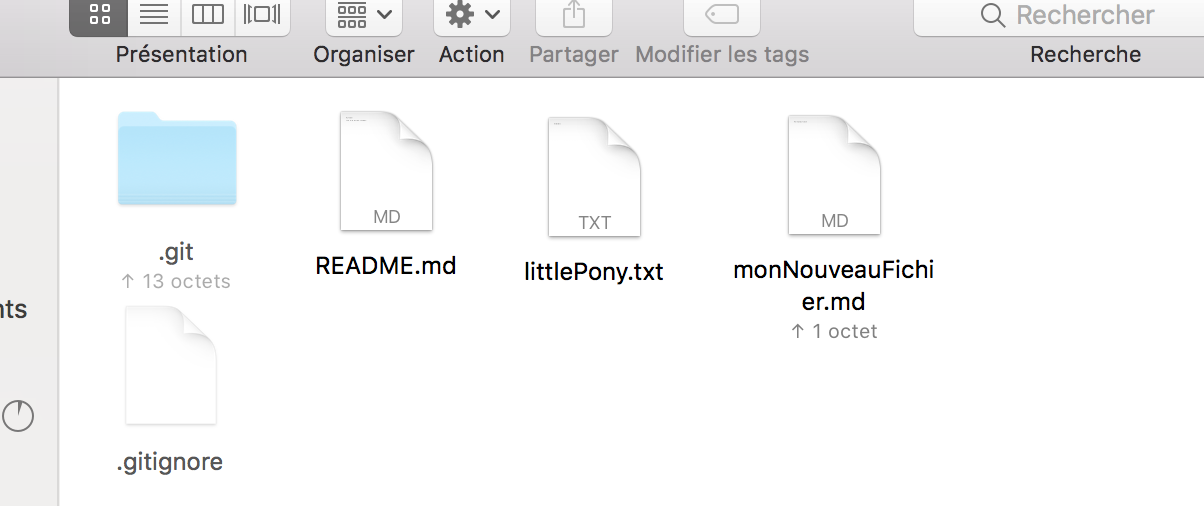 Rechercher
Présentation
Organiser
Action
Partager
Modifier les tags
Recherche
MD
TXT
MD
.git
↑ 13 octets
README.md
littlePony.txt
monNouveauFichi
er.md
↑ 1 octet
nts
.gitignore